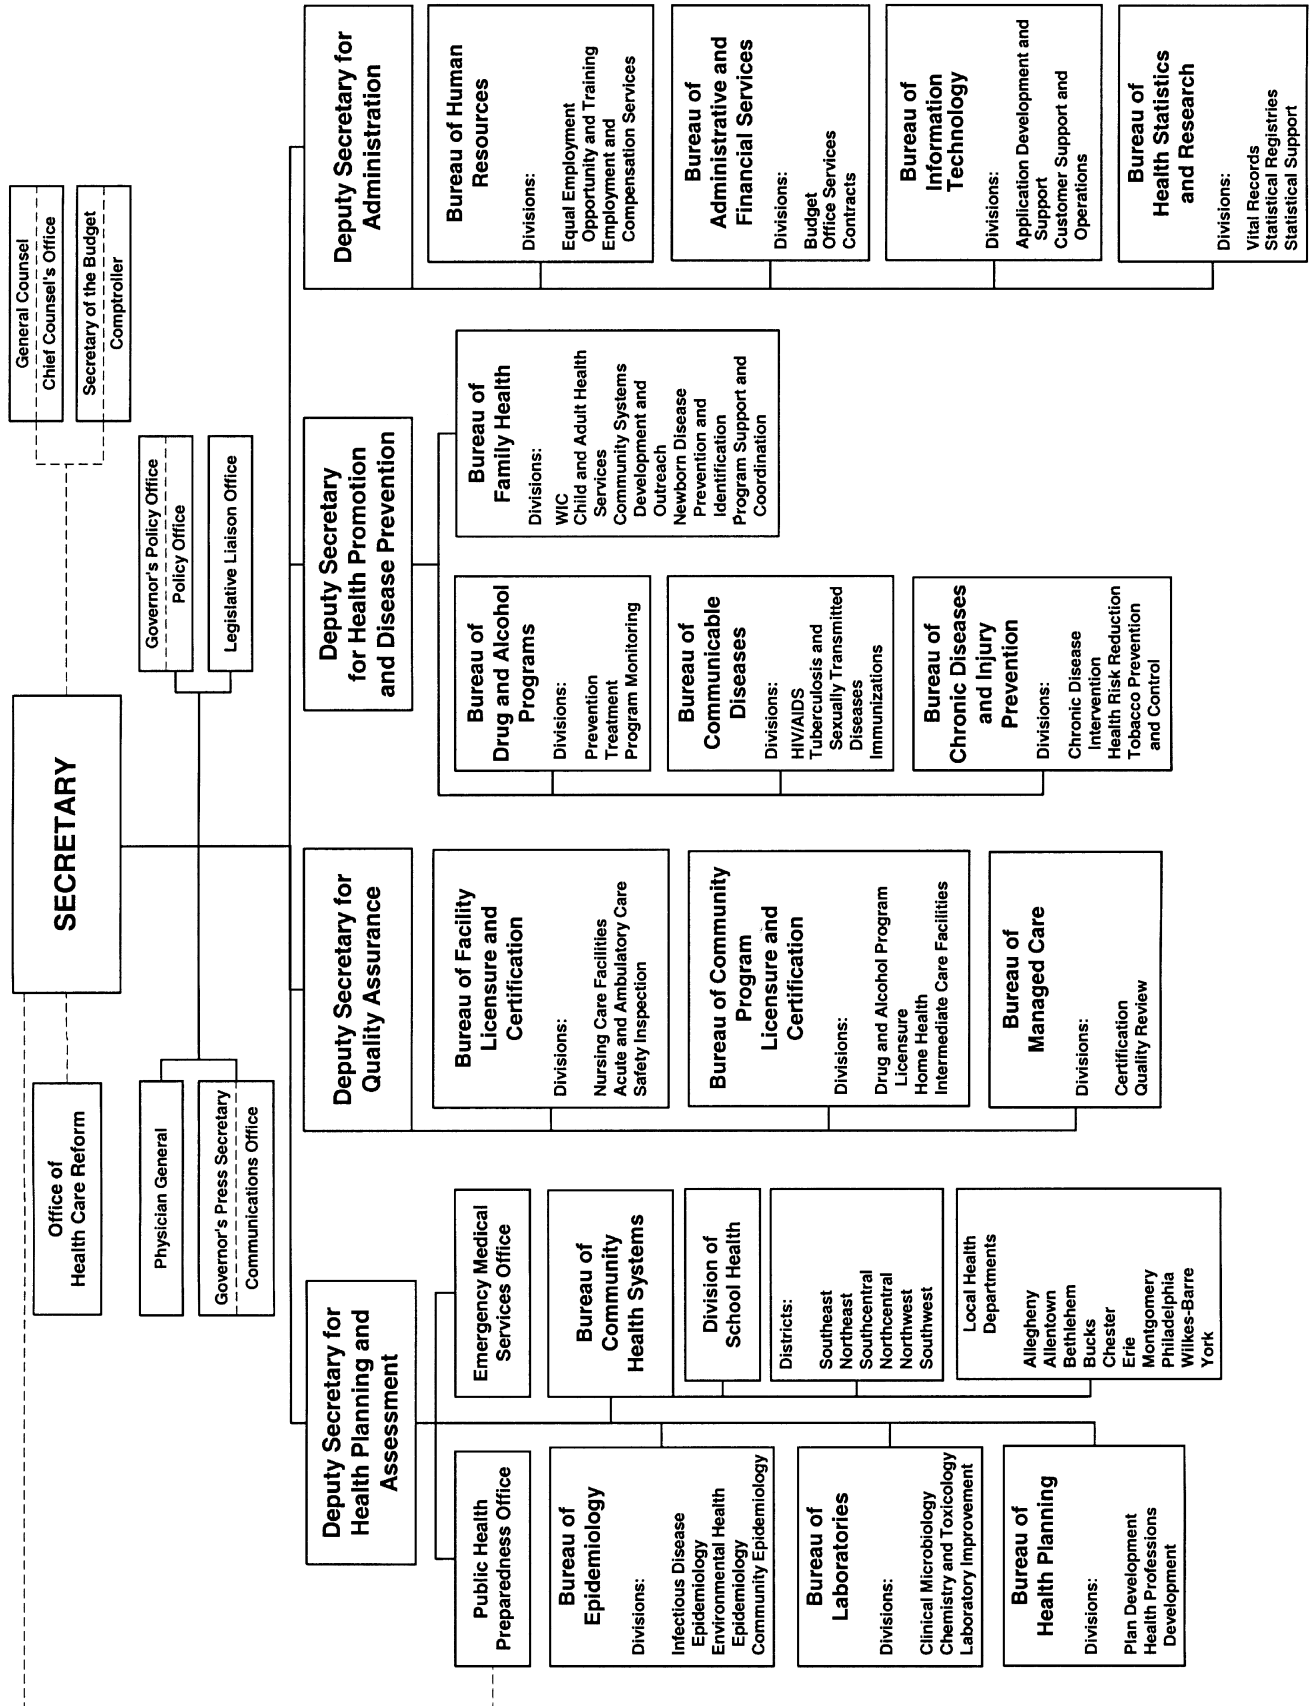 SECRETARY
General Counsel
Chief Counsel's Office
Secretary of the Budget
Comptroller
Office of
Health Care Reform
Governor's Policy Office
Policy Office
Legislative Liaison Office
Physician General
Governor's Press Secretary
Communications Office
Deputy Secretary for
Health Planning and
Assessment
Public Health
Preparedness Office
Emergency Medical
Services Office
Bureau of
Epidemiology
Divisions:
Infectious Disease
Epidemiology
Environmental Health
Epidemiology
Community Epidemiology
Bureau of
Laboratories
Divisions:
Clinical Microbiology
Chemistry and Toxicology
Laboratory Improvement
Bureau of
Health Planning
Divisions:
Plan Development
Health Professions
Development
Bureau of
Community
Health Systems
Division of
School Health
Districts:
Southeast
Northeast
Southcentral
Northcentral
Northwest
Southwest
Local Health
Departments
Allegheny
Allentown
Bethlehem
Bucks
Chester
Erie
Montgomery
Philadelphia
Wilkes-Barre
York
Deputy Secretary for
Quality Assurance
Bureau of Facility
Licensure and
Certification
Divisions:
Nursing Care Facilities
Acute and Ambulatory Care
Safety Inspection
Bureau of Community
Program
Licensure and
Certification
Divisions:
Drug and Alcohol Program
Licensure
Home Health
Intermediate Care Facilities
Bureau of
Managed Care
Divisions:
Certification
Quality Review
Deputy Secretary
for Health Promotion
and Disease Prevention
Bureau of
Drug and Alcohol
Programs
Divisions:
Prevention
Treatment
Program Monitoring
Bureau of
Communicable
Diseases
Divisions:
HIV/AIDS
Tuberculosis and
Sexually Transmitted
Diseases
Immunizations
Bureau of
Chronic Diseases
and Injury
Prevention
Divisions:
Chronic Disease
Intervention
Health Risk Reduction
Tobacco Prevention
and Control
Bureau of
Family Health
Divisions:
WIC
Child and Adult Health
Services
Community Systems
Development and
Outreach
Newborn Disease
Prevention and
Identification
Program Support and
Coordination
Deputy Secretary for
Administration
Bureau of Human
Resources
Divisions:
Equal Employment
Opportunity and Training
Employment and
Compensation Services
Bureau of
Administrative and
Financial Services
Divisions:
Budget
Office Services
Contracts
Bureau of
Information
Technology
Divisions:
Application Development and
Support
Customer Support and
Operations
Bureau of
Health Statistics
and Research
Divisions:
Vital Records
Statistical Registries
Statistical Support